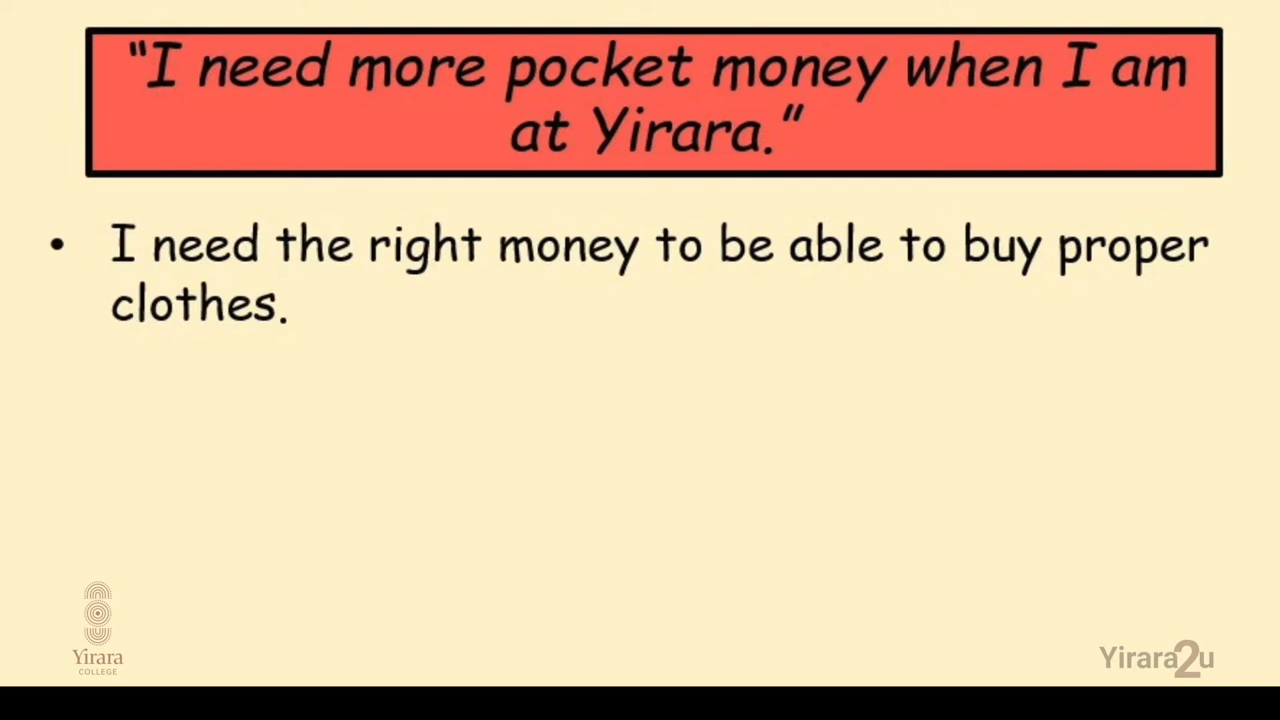 "I need more pocket money when I am
at Yirara."
• I need the right money to be able to buy proper
clothes.
Yirara
COLLEGE
Yirara2u